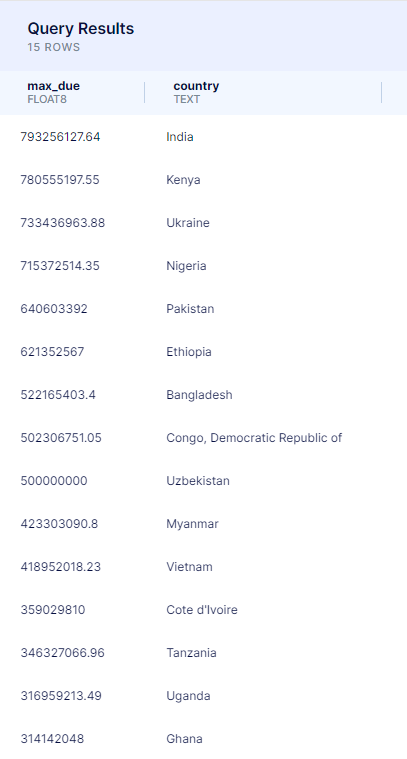 Query Results
15 ROWS
max_due country
FLOAT8 TEXT
793256127.64 India
780555197.55 Kenya
733436963.88 Ukraine
715372514.35 Nigeria
640603392 Pakistan
621352567 Ethiopia
522165403.4 Bangladesh
502306751.05 Congo, Democratic Republic of
500000000 Uzbekistan
423303090.8 Myanmar
418952018.23 Vietnam
359029810 Cote d'Ivoire
346327066.96 Tanzania
316959213.49 Uganda
314142048 Ghana